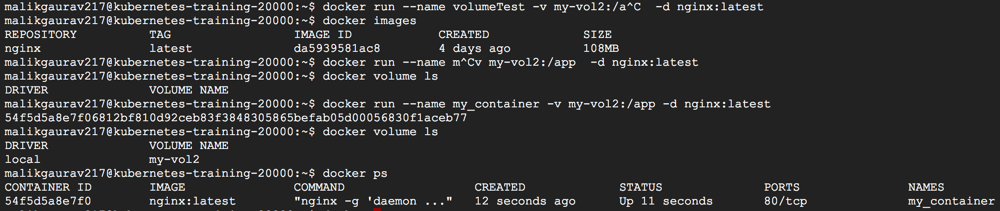 malikgaurav217@kubernetes-training-20000:~$ docker run --name volumeTest -v my-vol2:/a^C  -d nginx:latest
malikgaurav217@kubernetes-training-20000:~$ docker images
REPOSITORY          TAG                 IMAGE ID            CREATED             SIZE
nginx               latest              da5939581ac8        4 days ago          108MB
malikgaurav217@kubernetes-training-20000:~$ docker run --name m^Cv my-vol2:/app  -d nginx:latest
malikgaurav217@kubernetes-training-20000:~$ docker volume ls
DRIVER              VOLUME NAME
malikgaurav217@kubernetes-training-20000:~$ docker run --name my_container -v my-vol2:/app -d nginx:latest
54f5d5a8e7f06812bf810d92ceb83f3848305865befab05d00056830f1aceb77
malikgaurav217@kubernetes-training-20000:~$ docker volume ls
DRIVER              VOLUME NAME
local               my-vol2
malikgaurav217@kubernetes-training-20000:~$ docker ps
CONTAINER ID        IMAGE               COMMAND                  CREATED             STATUS              PORTS               NAMES
54f5d5a8e7f0        nginx:latest        "nginx -g 'daemon ..."   12 seconds ago      Up 11 seconds       80/tcp              my_container